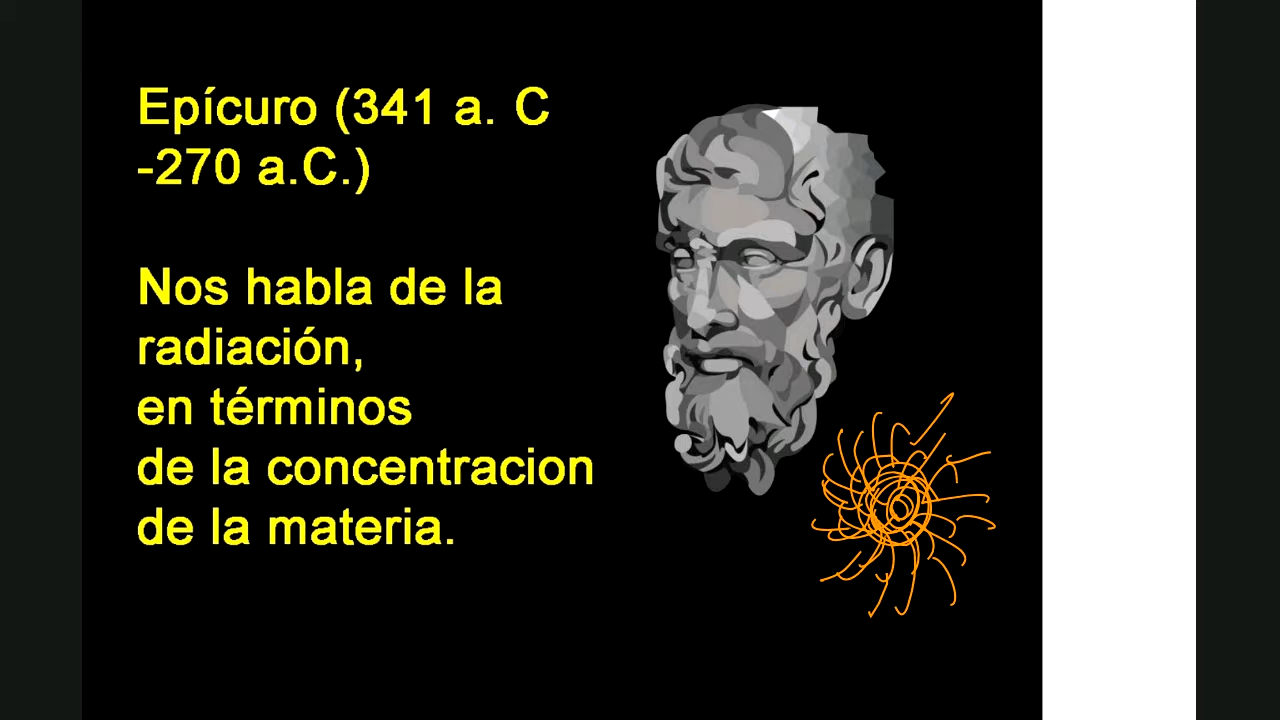 Epícuro (341 a. C
-270 a.C.)
Nos habla de la
radiación,
en términos
de la concentracion
de la materia.